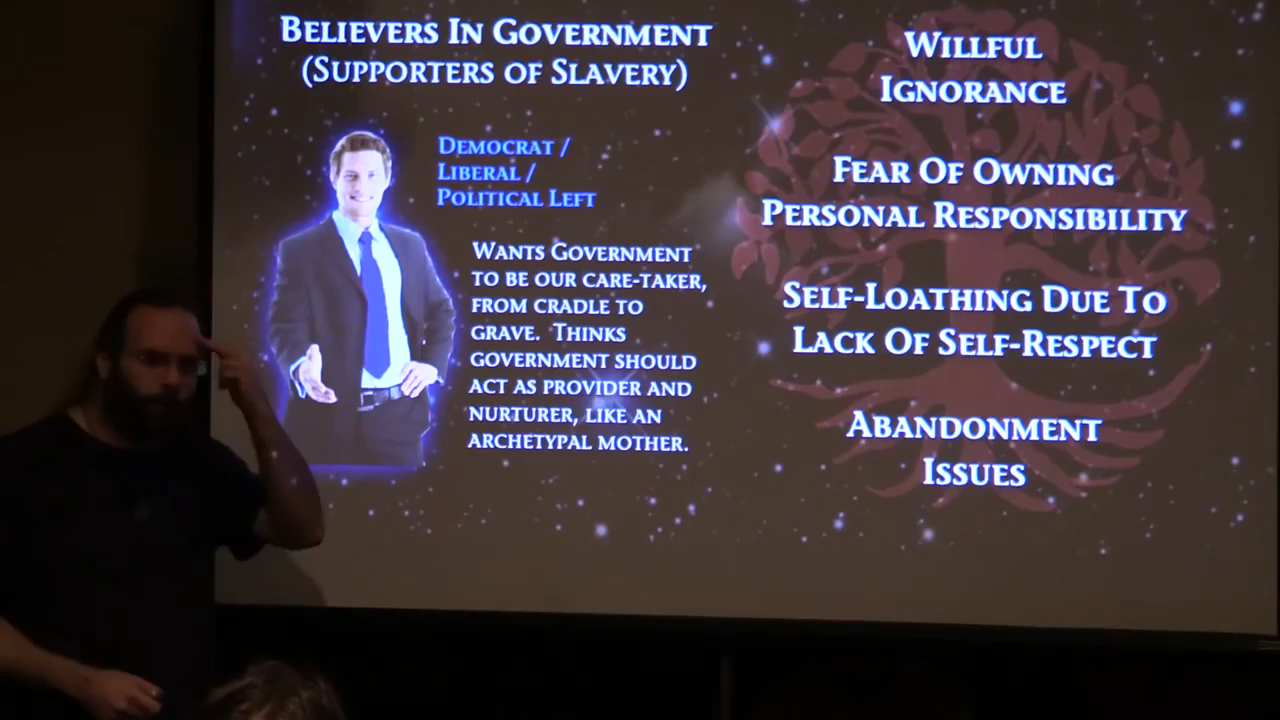 BELIEVERS IN GOVERNMENT
(SUPPORTERS OF SLAVERY)
DEMOCRAT /
LIBERAL /
POLITICAL LEFT
WANTS GOVERNMENT
TO BE OUR CARE-TAKER,
FROM CRADLE TO
GRAVE. THINKS
GOVERNMENT SHOULD
ACT AS PROVIDER AND
NURTURER, LIKE AN
ARCHETYPAL MOTHER.
WILLFUL
IGNORANCE
FEAR OF OWNING
PERSONAL RESPONSIBILITY
SELF-LOATHING DUE TO
LACK OF SELF-RESPECT
ABANDONMENT
ISSUES